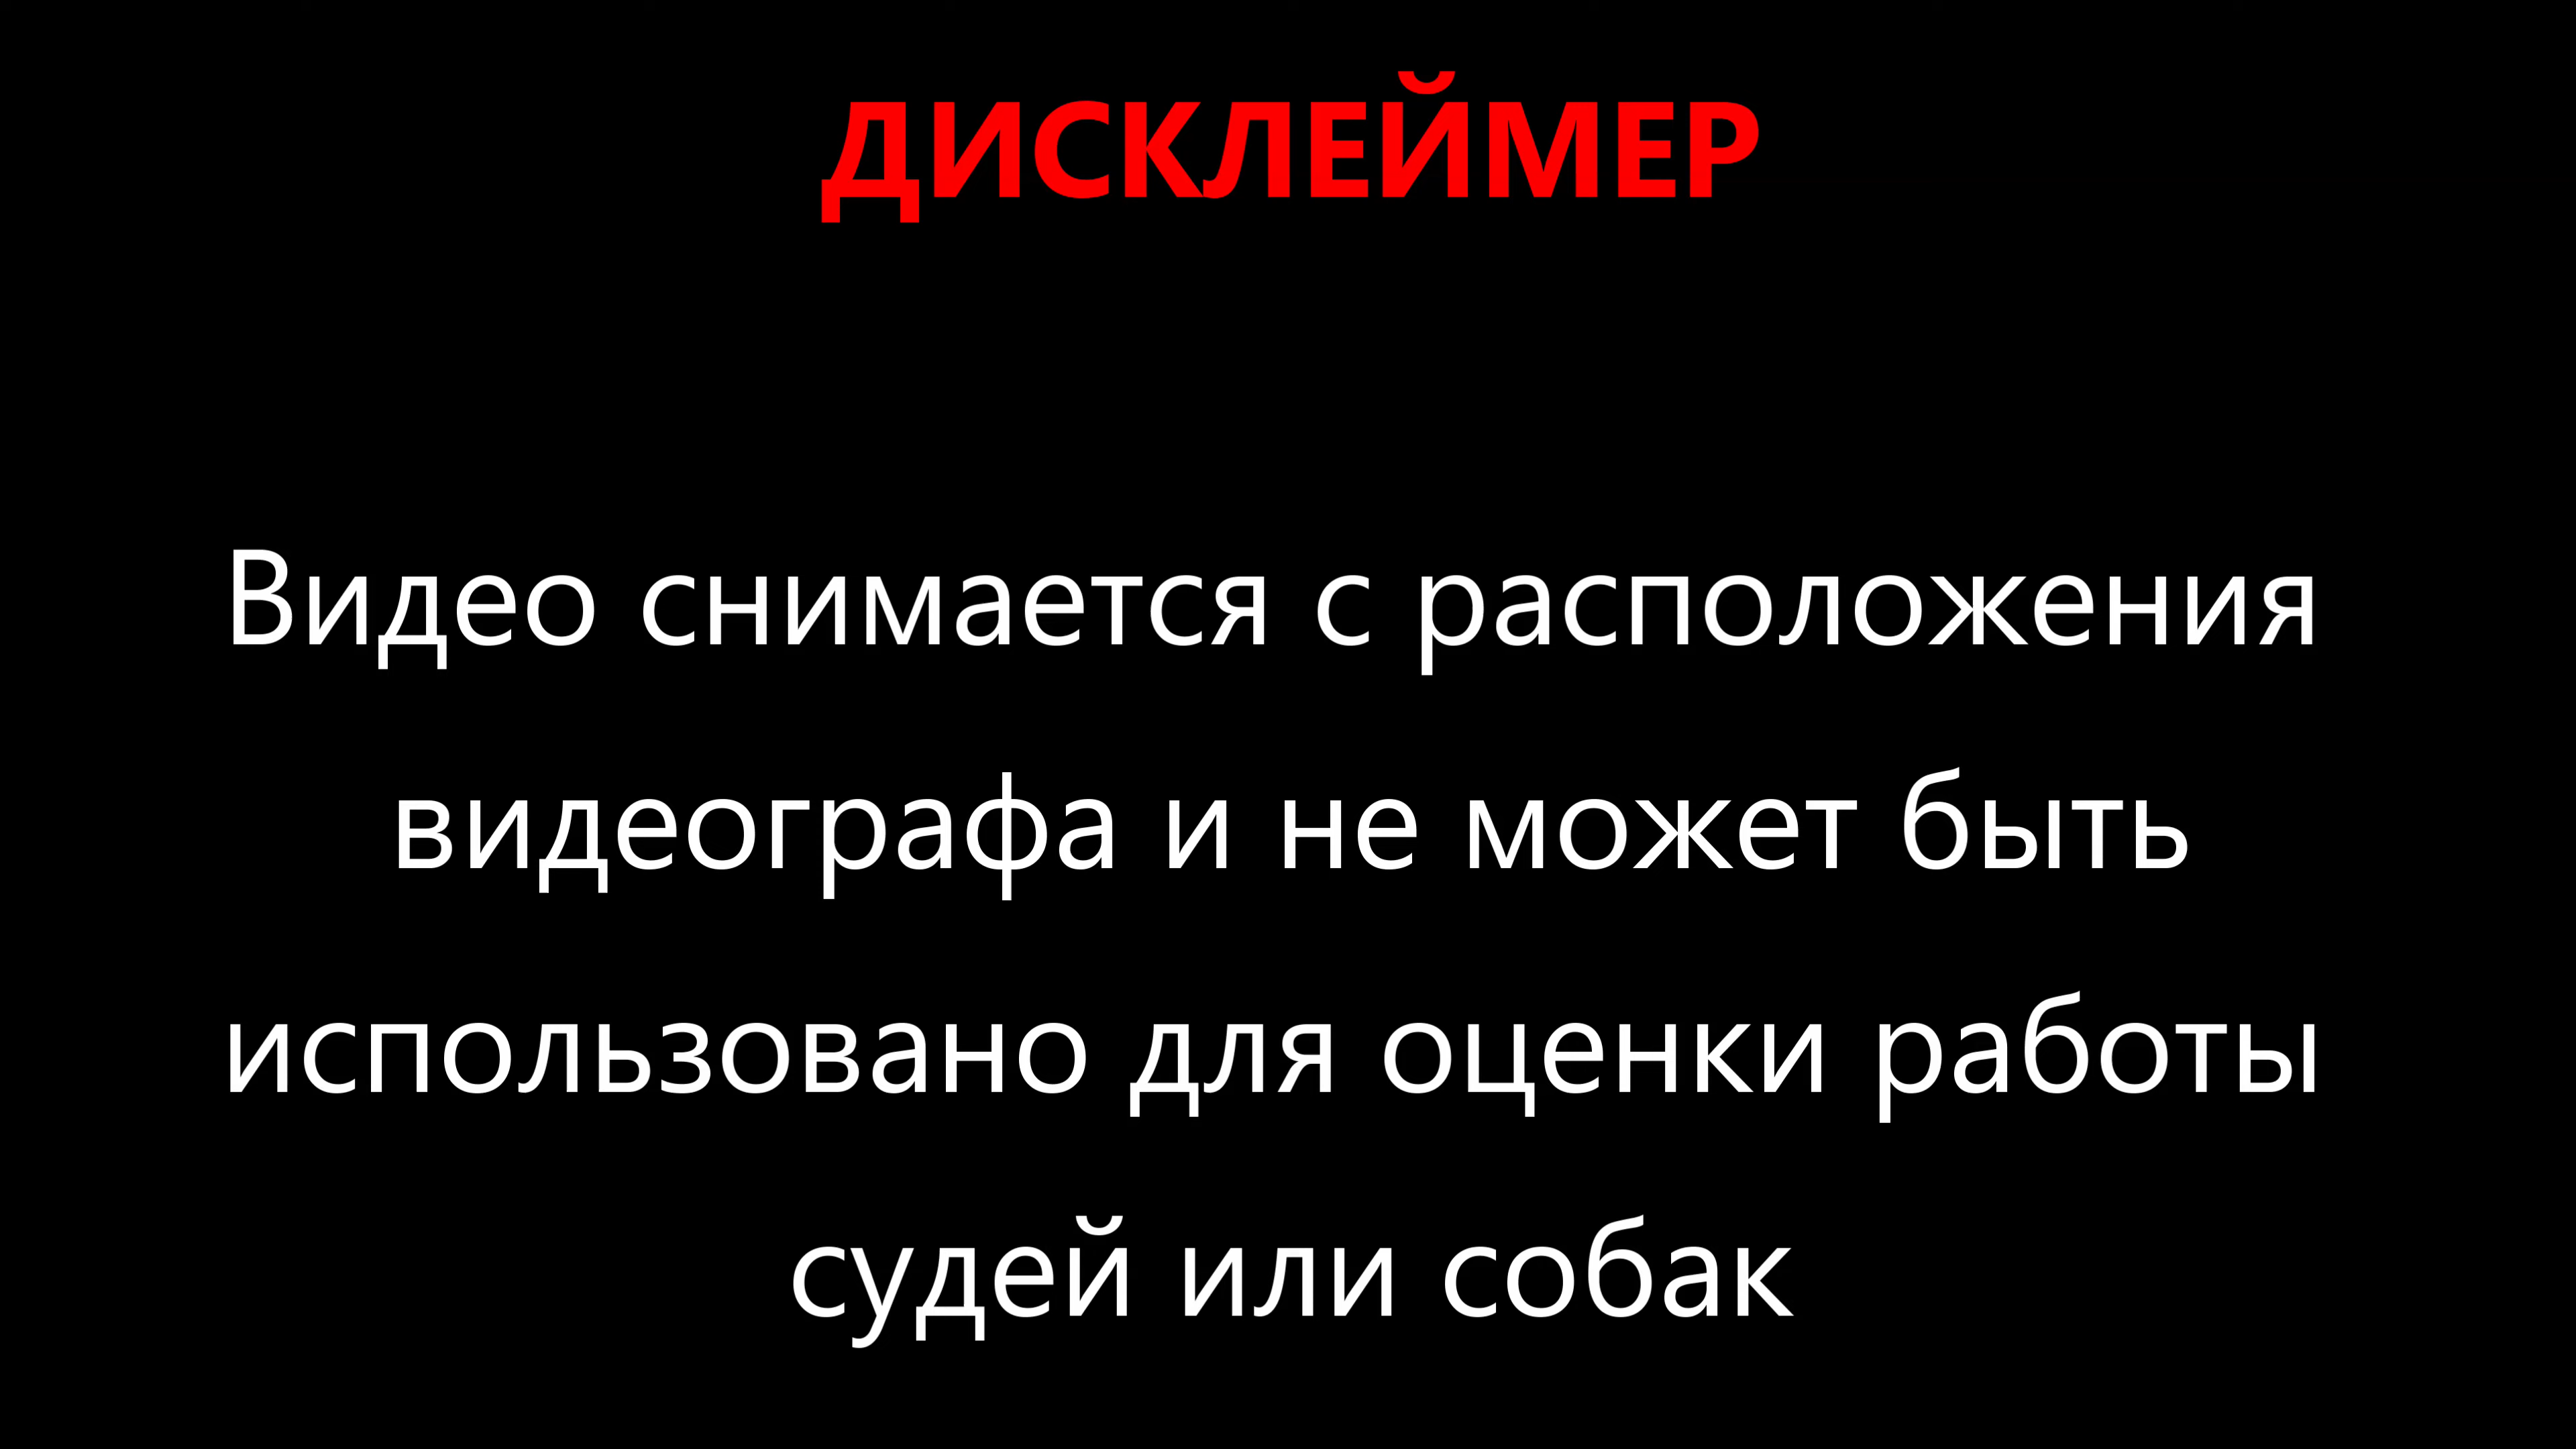 ДИСКЛЕЙМЕР
Видео снимается с расположения
видеографа и не может быть
использовано для оценки работы
судей или собак